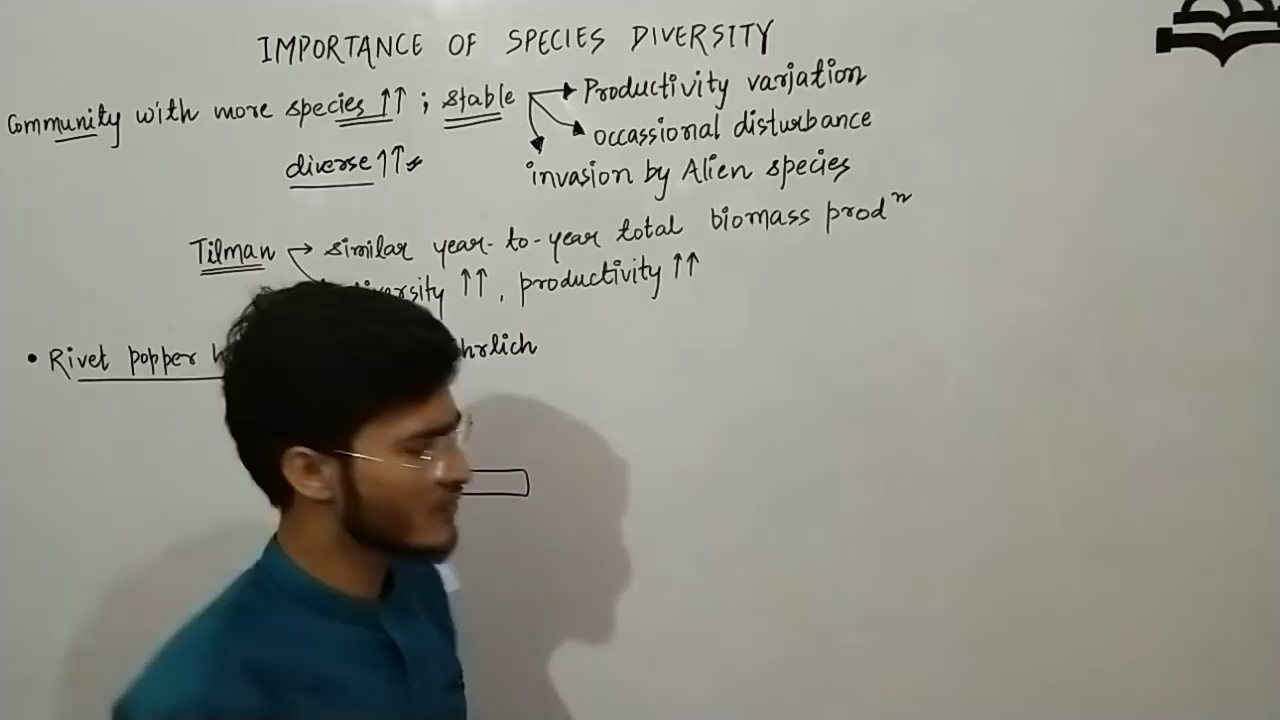 IMPORTANCE OF SPECIES DIVERSITY
Community with more species ↑↑ ; stable → Productivity variation
→ occassional disturbance
diverse ↑↑
invasion by Alien species
Tilman → similar year-to-year total biomass prodⁿ
↑↑, productivity ↑↑
• Rivet popper